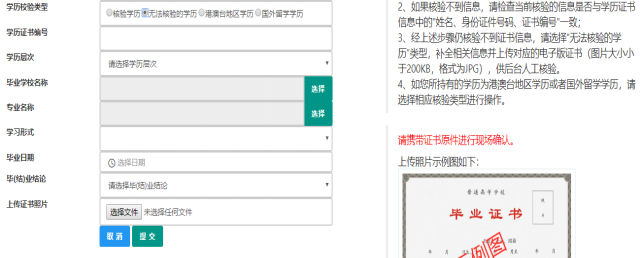 学历校验类型
核验学历 无法核验的学历 港澳台地区学历 国外留学学历
学历证书编号
学历层次
请选择学历层次
毕业学校名称
选择
专业名称
选择
学习形式
毕业日期
选择日期
毕(结)业结论
请选择毕(结)业结论
上传证书照片
选择文件 未选择任何文件
取消 提交
2、如果核验不到信息，请检查当前核验的信息是否与学历证书
信息中的"姓名、身份证件号码、证书编号"一致；
3、经上述步骤仍核验不到证书信息，请选择"无法核验的学
历"类型，补全相关信息并上传对应的电子版证书（图片大小小
于200KB，格式为JPG），供后台人工核验。
4、如您所持有的学历为港澳台地区学历或者国外留学学历，请
选择相应核验类型进行操作。
请携带证书原件进行现场确认。
上传照片示例图如下：
普通高等学校
毕业证书
例图